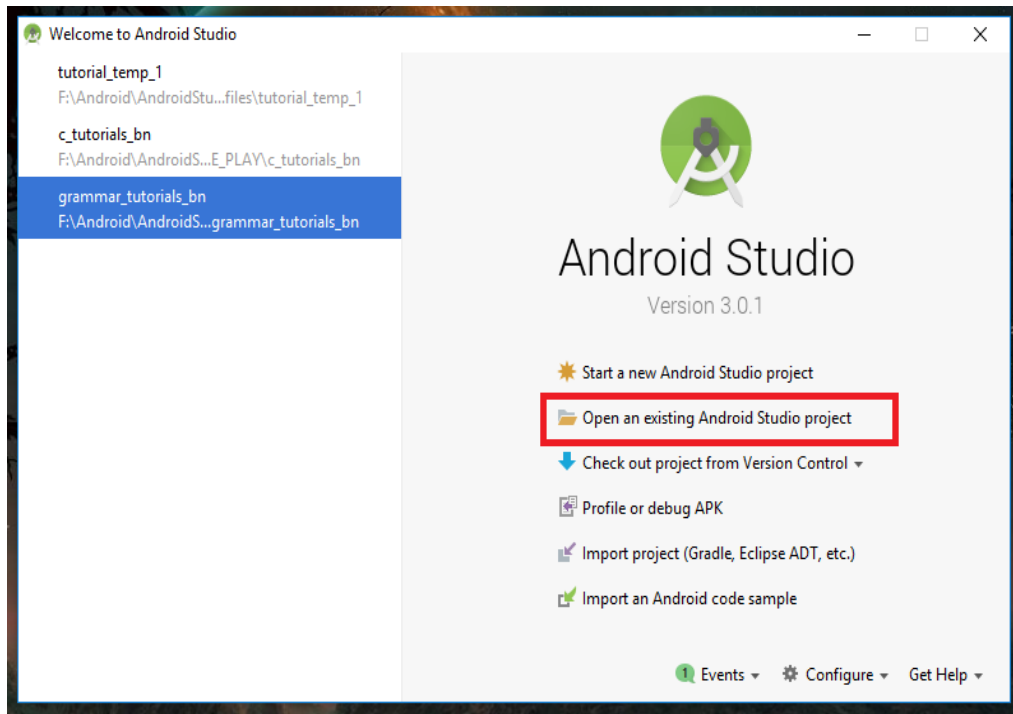 Welcome to Android Studio
tutorial_temp_1
F:\Android\AndroidStu...files\tutorial_temp_1
c_tutorials_bn
F:\Android\AndroidS...E_PLAY\c_tutorials_bn
grammar_tutorials_bn
F:\Android\AndroidS...grammar_tutorials_bn
Android Studio
Version 3.0.1
Start a new Android Studio project
Open an existing Android Studio project
Check out project from Version Control
Profile or debug APK
Import project (Gradle, Eclipse ADT, etc.)
Import an Android code sample
1 Events Configure Get Help